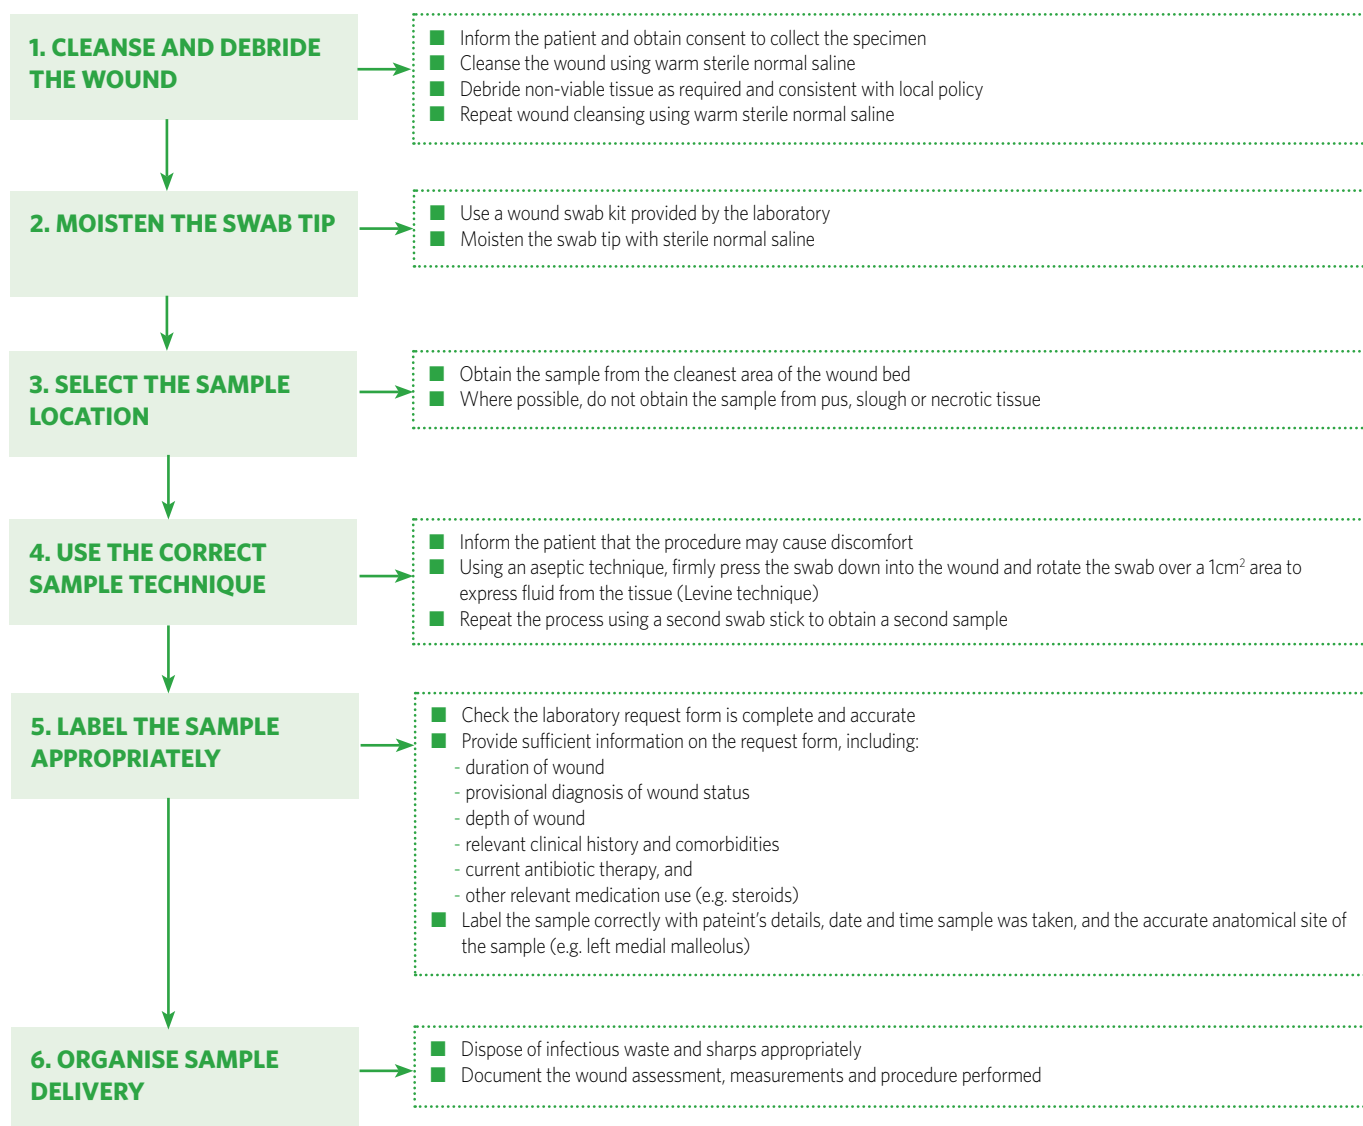 1. CLEANSE AND DEBRIDE
THE WOUND
■ Inform the patient and obtain consent to collect the specimen
■ Cleanse the wound using warm sterile normal saline
■ Debride non-viable tissue as required and consistent with local policy
■ Repeat wound cleansing using warm sterile normal saline
2. MOISTEN THE SWAB TIP
■ Use a wound swab kit provided by the laboratory
■ Moisten the swab tip with sterile normal saline
3. SELECT THE SAMPLE
LOCATION
■ Obtain the sample from the cleanest area of the wound bed
■ Where possible, do not obtain the sample from pus, slough or necrotic tissue
4. USE THE CORRECT
SAMPLE TECHNIQUE
■ Inform the patient that the procedure may cause discomfort
■ Using an aseptic technique, firmly press the swab down into the wound and rotate the swab over a 1cm² area to
express fluid from the tissue (Levine technique)
■ Repeat the process using a second swab stick to obtain a second sample
5. LABEL THE SAMPLE
APPROPRIATELY
■ Check the laboratory request form is complete and accurate
■ Provide sufficient information on the request form, including:
- duration of wound
- provisional diagnosis of wound status
- depth of wound
- relevant clinical history and comorbidities
- current antibiotic therapy, and
- other relevant medication use (e.g. steroids)
■ Label the sample correctly with pateint's details, date and time sample was taken, and the accurate anatomical site of
the sample (e.g. left medial malleolus)
6. ORGANISE SAMPLE
DELIVERY
■ Dispose of infectious waste and sharps appropriately
■ Document the wound assessment, measurements and procedure performed